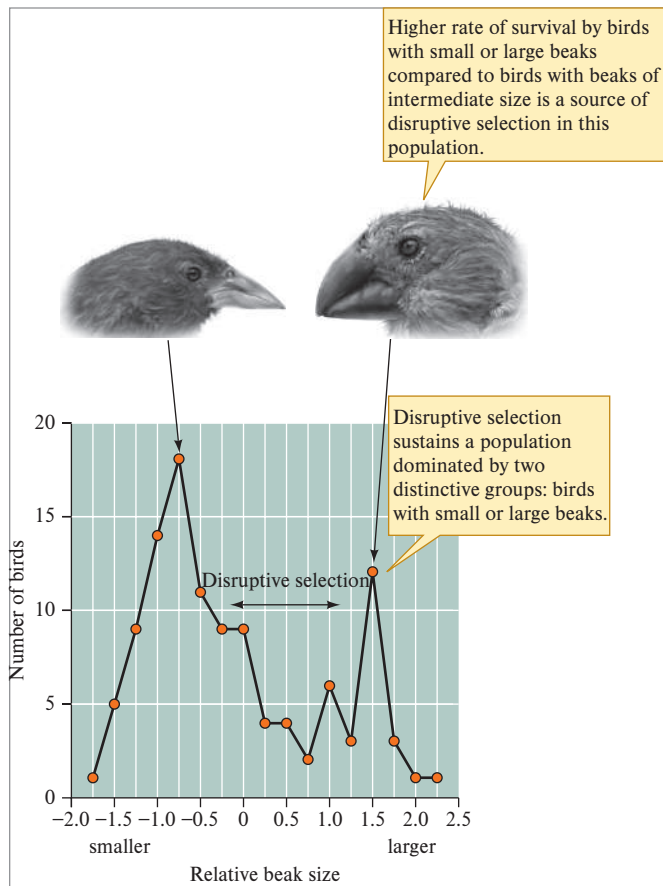 Higher rate of survival by birds
with small or large beaks
compared to birds with beaks of
intermediate size is a source of
disruptive selection in this
population.
Disruptive selection
sustains a population
dominated by two
distinctive groups: birds
with small or large beaks.
Number of birds
20
15
10
5
0
Disruptive selection
−2.0 −1.5 −1.0 −0.5 0 0.5 1.0 1.5 2.0 2.5
smaller larger
Relative beak size